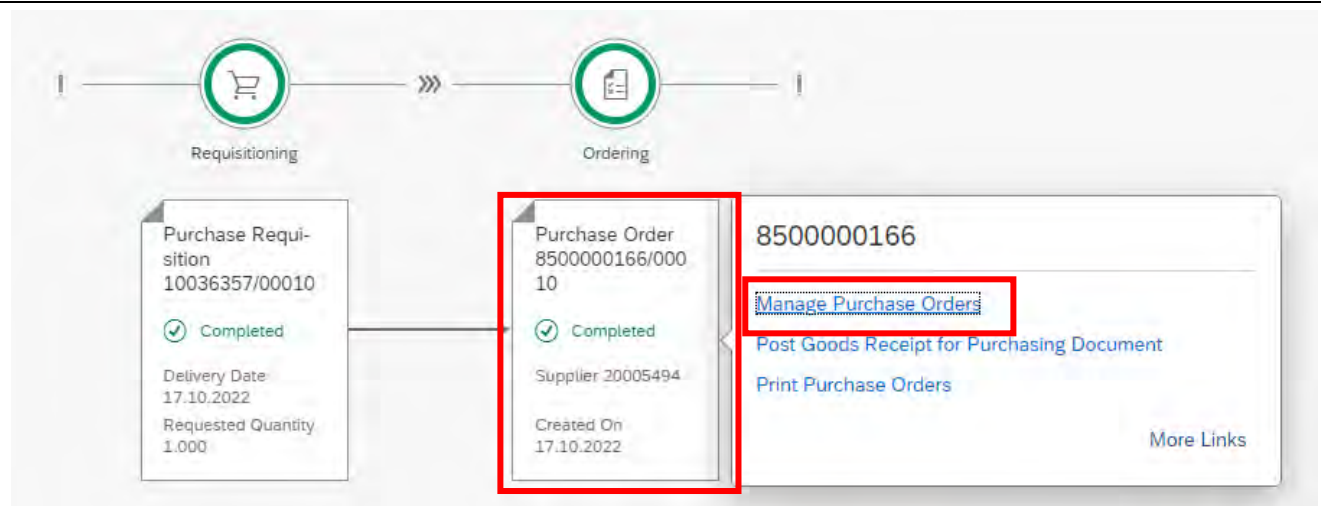 Requisitioning
Ordering
Purchase Requi-
sition
10036357/00010
Completed
Delivery Date
17.10.2022
Requested Quantity
1.000
Purchase Order
8500000166/000
10
Completed
Supplier 20005494
Created On
17.10.2022
8500000166
Manage Purchase Orders
Post Goods Receipt for Purchasing Document
Print Purchase Orders
More Links